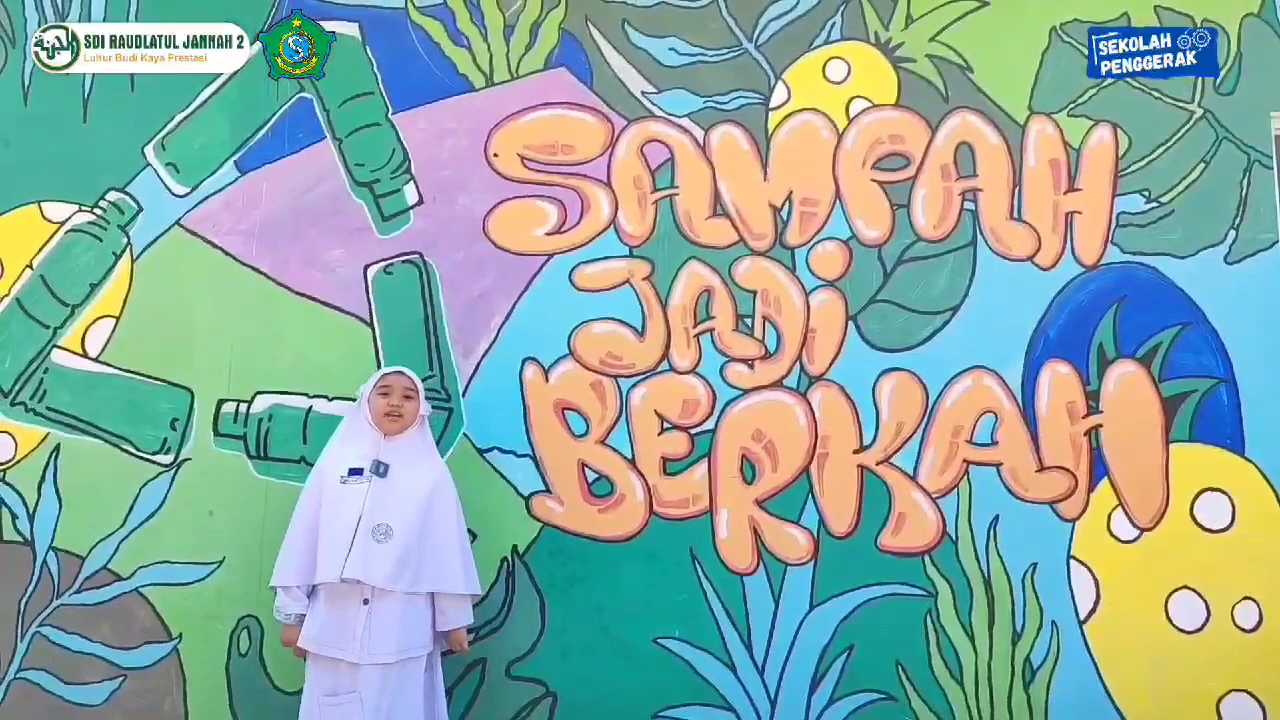 SDI RAUDLATUL JANNAH 2
Luhur Budi Kaya Prestasi
SEKOLAH
PENGGERAK
SAMPAH
JADi
BERKAH